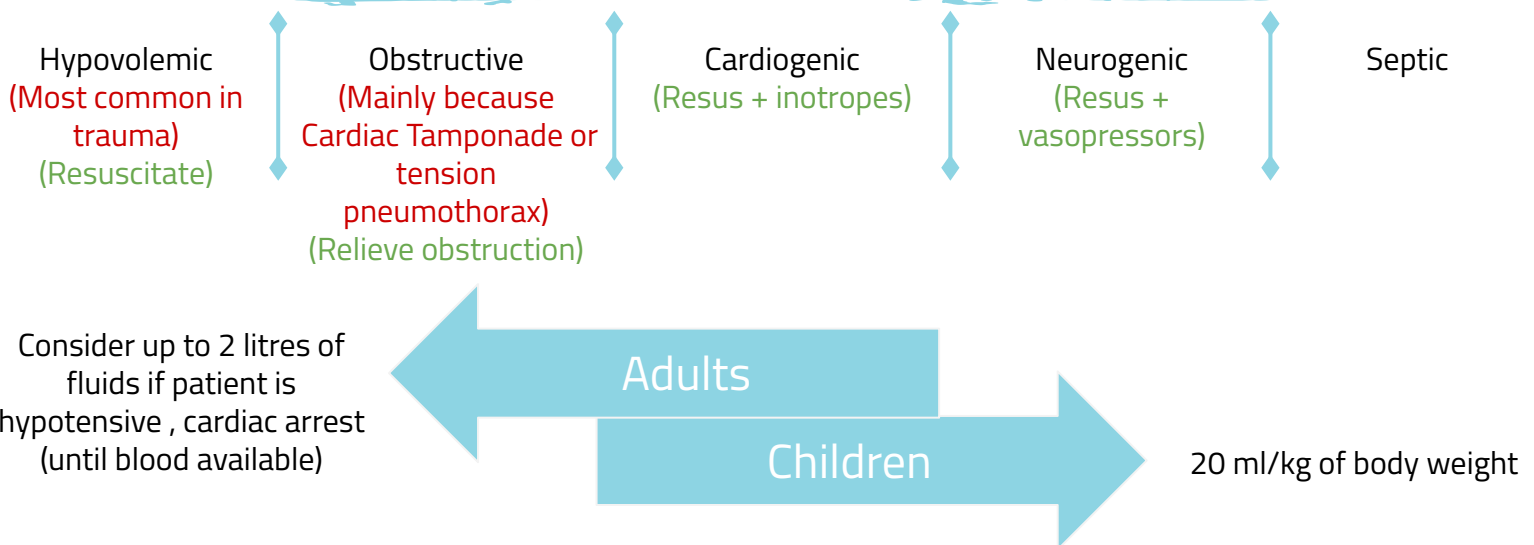 Hypovolemic
(Most common in
trauma)
(Resuscitate)
Obstructive
(Mainly because
Cardiac Tamponade or
tension
pneumothorax)
(Relieve obstruction)
Cardiogenic
(Resus + inotropes)
Neurogenic
(Resus +
vasopressors)
Septic
Consider up to 2 litres of
fluids if patient is
hypotensive , cardiac arrest
(until blood available)
Adults
Children
20 ml/kg of body weight